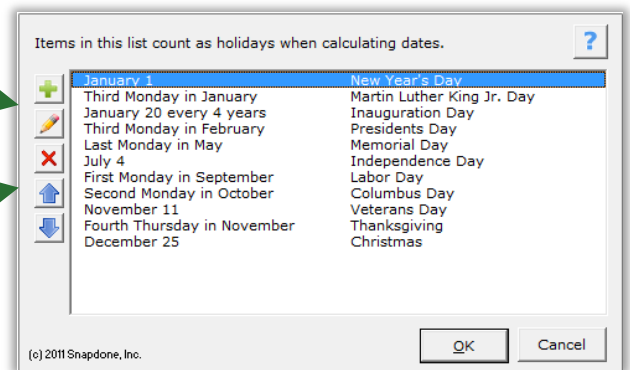 Items in this list count as holidays when calculating dates.
?
January 1 New Year's Day
Third Monday in January Martin Luther King Jr. Day
January 20 every 4 years Inauguration Day
Third Monday in February Presidents Day
Last Monday in May Memorial Day
July 4 Independence Day
First Monday in September Labor Day
Second Monday in October Columbus Day
November 11 Veterans Day
Fourth Thursday in November Thanksgiving
December 25 Christmas
OK Cancel
(c) 2011 Snapdone, Inc.